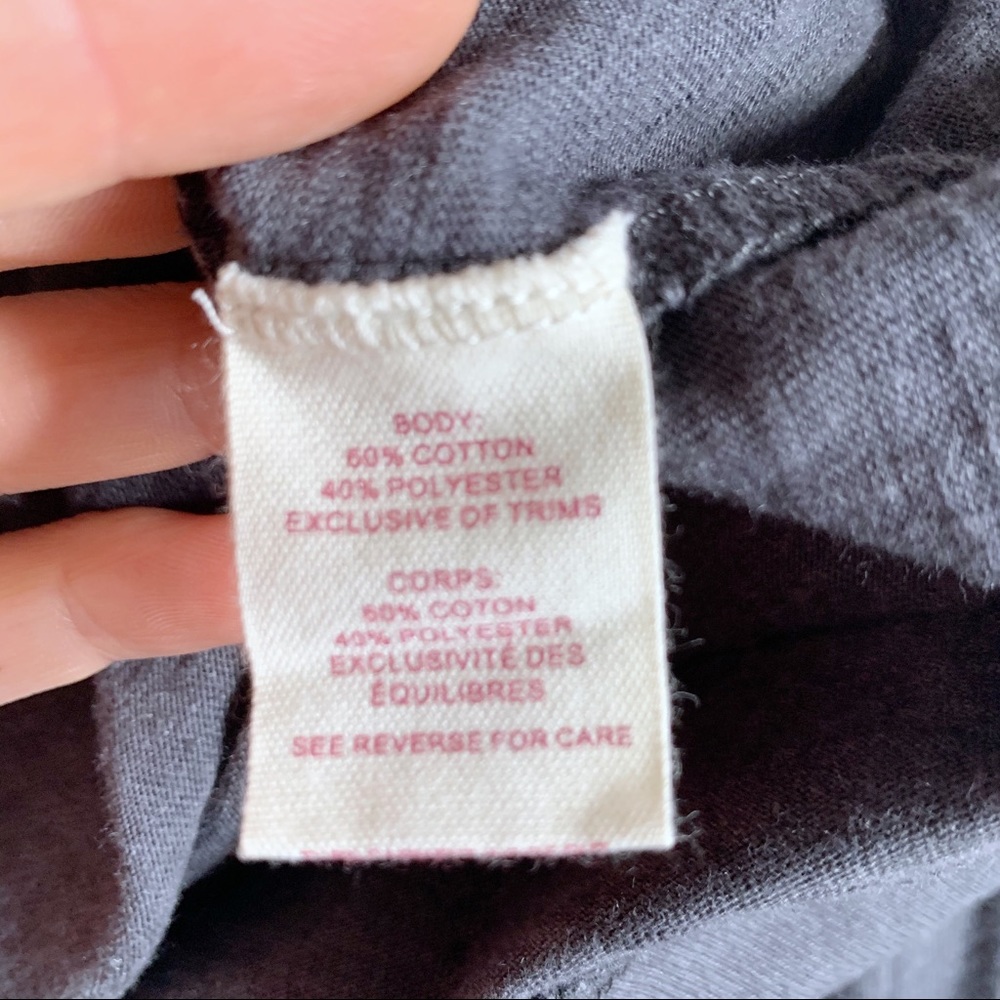 BODY:
60% COTTON
40% POLYESTER
EXCLUSIVE OF TRIMS
CORPS:
60% COTON
40% POLYESTER
EXCLUSIVITÉ DES
ÉQUILIBRES
SEE REVERSE FOR CARE